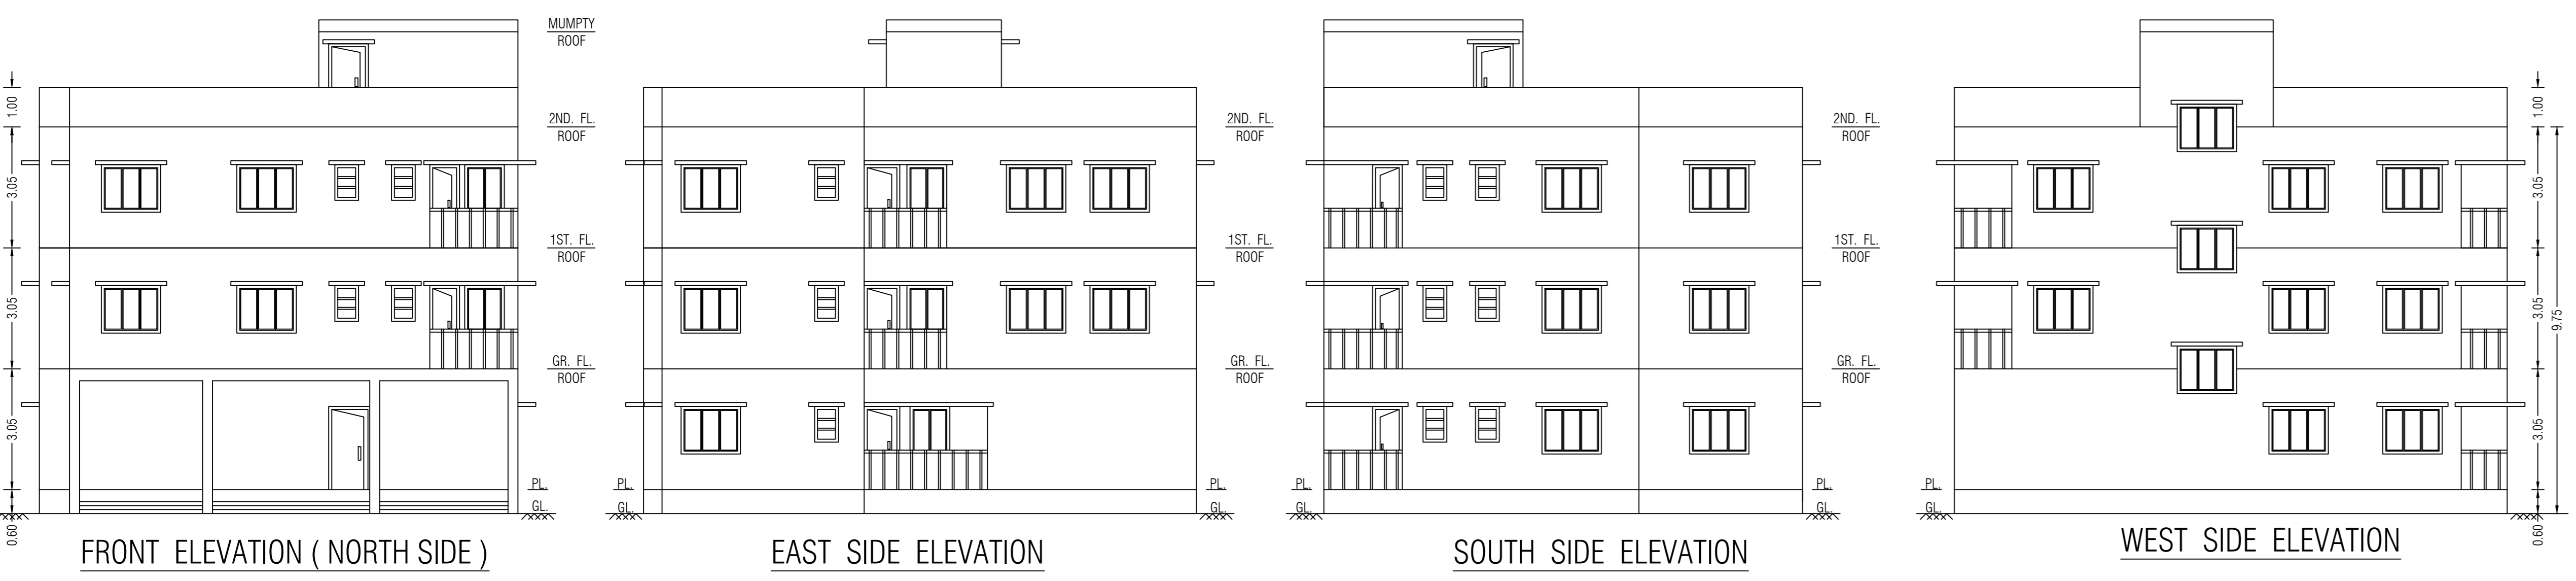 MUMPTY
ROOF
1.00
2ND. FL.
ROOF
3.05
1ST. FL.
ROOF
3.05
GR. FL.
ROOF
3.05
PL.
GL.
0.60
FRONT ELEVATION ( NORTH SIDE )
2ND. FL.
ROOF
1ST. FL.
ROOF
GR. FL.
ROOF
PL.
GL.
PL.
GL.
EAST SIDE ELEVATION
2ND. FL.
ROOF
1ST. FL.
ROOF
GR. FL.
ROOF
PL.
GL.
PL.
GL.
SOUTH SIDE ELEVATION
1.00
3.05
3.05
9.75
3.05
PL.
GL.
0.60
WEST SIDE ELEVATION